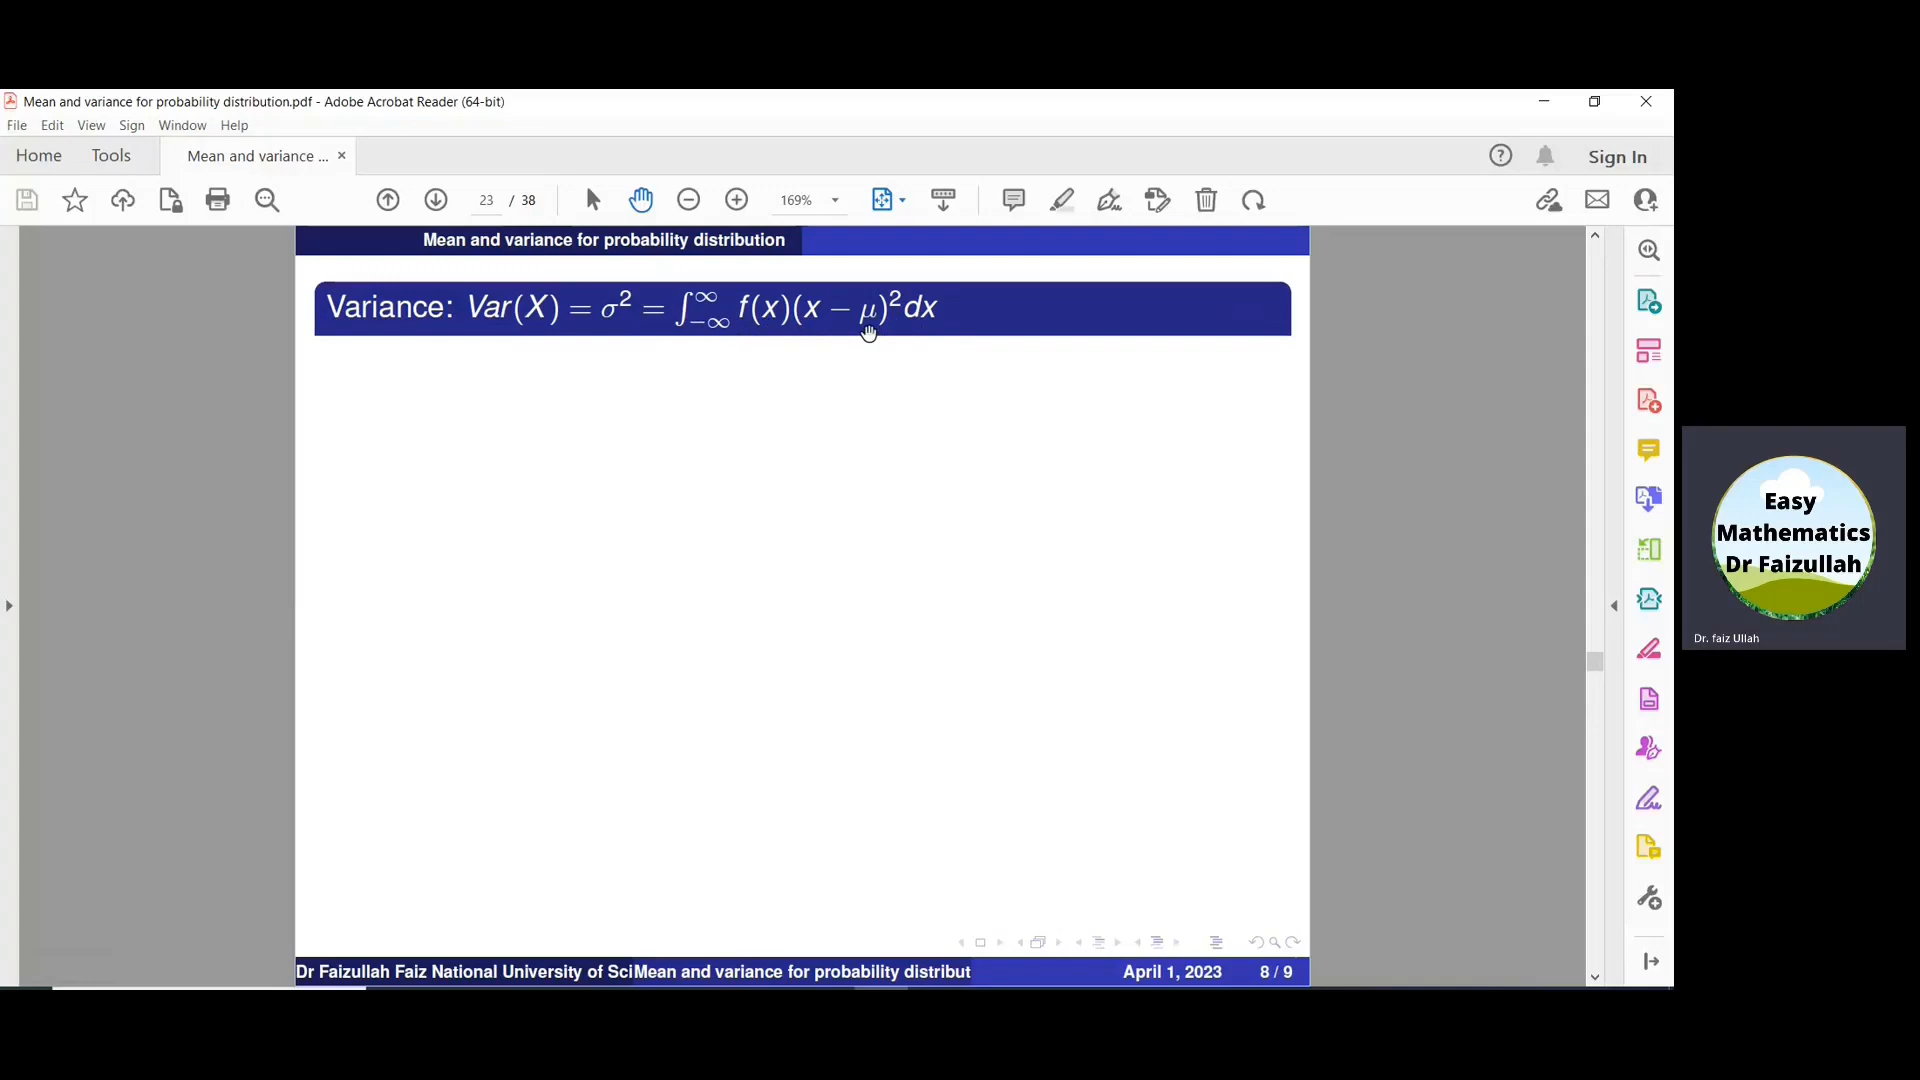 Mean and variance for probability distribution.pdf - Adobe Acrobat Reader (64-bit)
File Edit View Sign Window Help
Home Tools Mean and variance ... × Sign In
23 / 38 169%
Mean and variance for probability distribution
Variance: Var(X) = σ² = ∫_{-∞}^{∞} f(x)(x − μ)²dx
Easy
Mathematics
Dr Faizullah
Dr. faiz Ullah
Dr Faizullah Faiz National University of SciMean and variance for probability distribut April 1, 2023 8 / 9